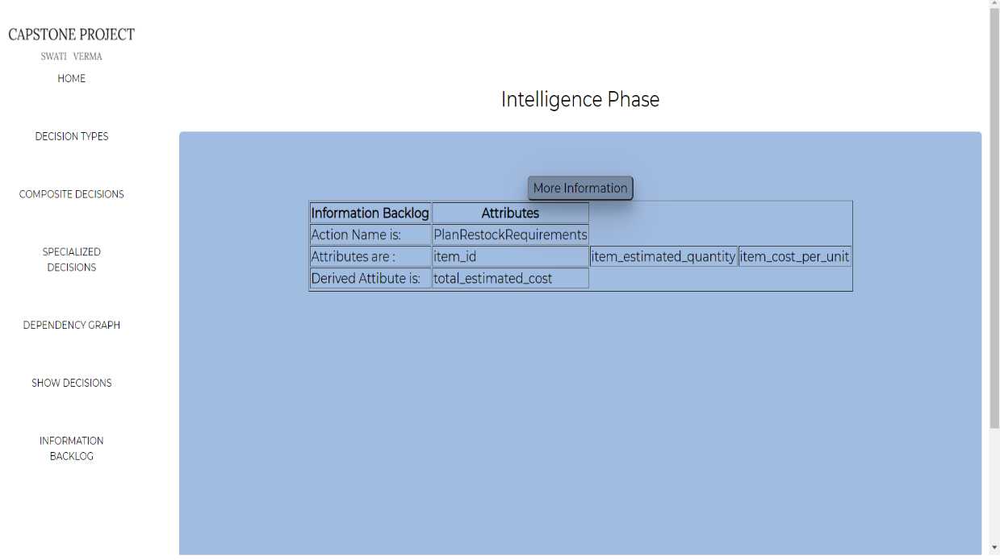 CAPSTONE PROJECT
SWATI VERMA
HOME
DECISION TYPES
COMPOSITE DECISIONS
SPECIALIZED
DECISIONS
DEPENDENCY GRAPH
SHOW DECISIONS
INFORMATION
BACKLOG
Intelligence Phase
More Information
Information Backlog Attributes
Action Name is: PlanRestockRequirements
Attributes are : item_id item_estimated_quantity item_cost_per_unit
Derived Attibute is: total_estimated_cost